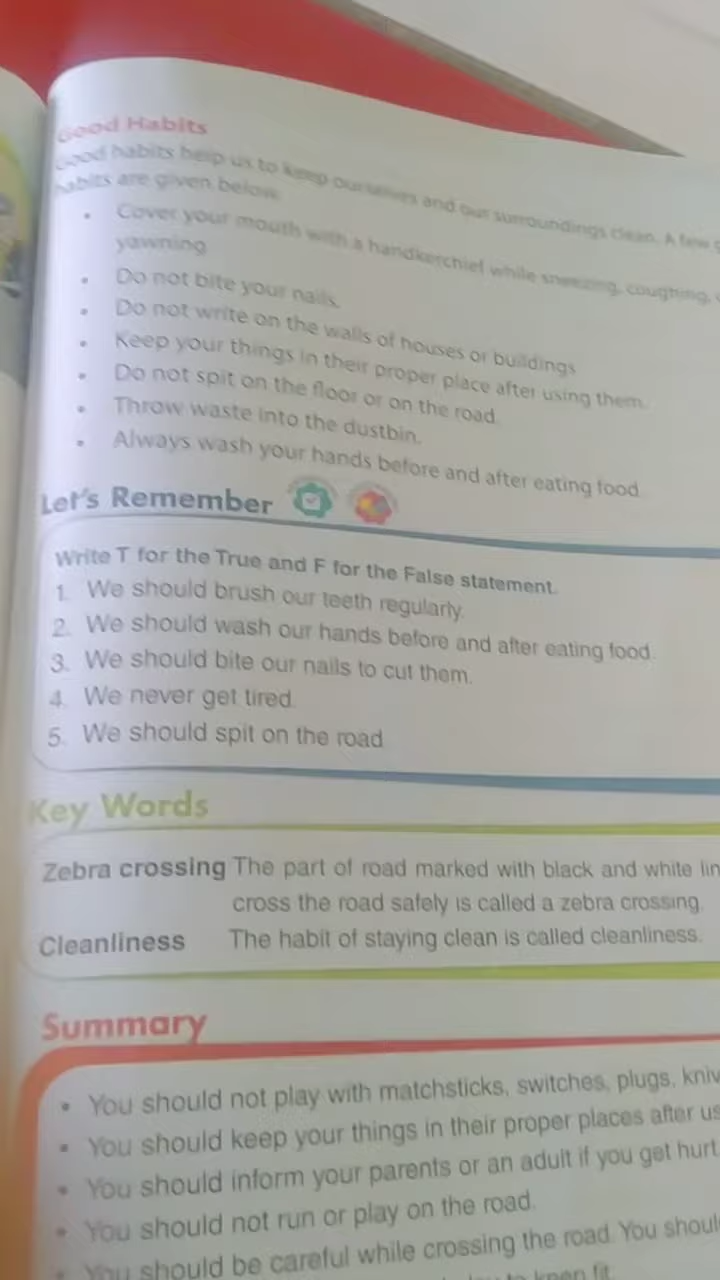 Good Habits
Good habits help us to keep ourselves and our surroundings clean. A few
habits are given below.
• Cover your mouth with a handkerchief while sneezing, coughing,
yawning.
• Do not bite your nails.
• Do not write on the walls of houses or buildings
• Keep your things in their proper place after using them.
• Do not spit on the floor or on the road.
• Throw waste into the dustbin.
• Always wash your hands before and after eating food.
Let's Remember
Write T for the True and F for the False statement.
1. We should brush our teeth regularly.
2. We should wash our hands before and after eating food.
3. We should bite our nails to cut them.
4. We never get tired.
5. We should spit on the road
Key Words
Zebra crossing The part of road marked with black and white
cross the road safely is called a zebra crossing.
Cleanliness The habit of staying clean is called cleanliness.
Summary
• You should not play with matchsticks, switches, plugs,
• You should keep your things in their proper places after
• You should inform your parents or an adult if you get hurt
• You should not run or play on the road.
• You should be careful while crossing the road. You
to keep fit.